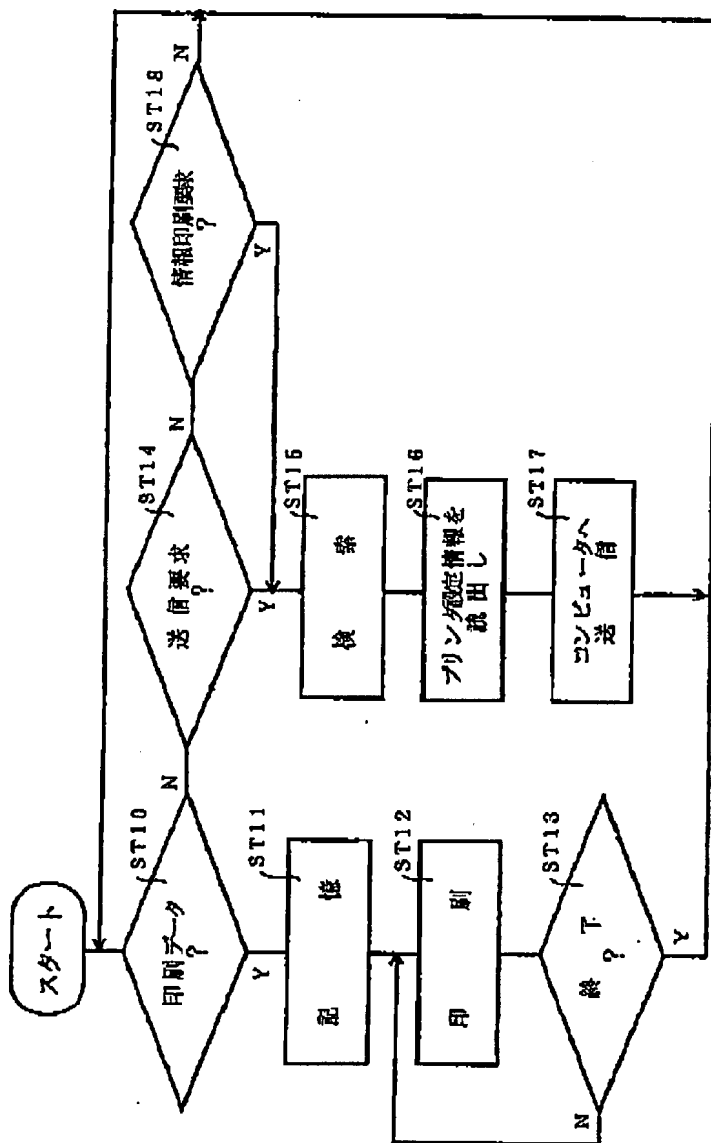 スタート
ST10
印刷データ
?
N
Y
ST11
記憶
ST12
印刷
ST13
終了
?
N
Y
ST14
送信要求
?
N
Y
ST15
検索
ST16
プリンタ設定情報を
読出し
ST17
コンピュータへ
送信
ST18
情報印刷要求
?
N
Y